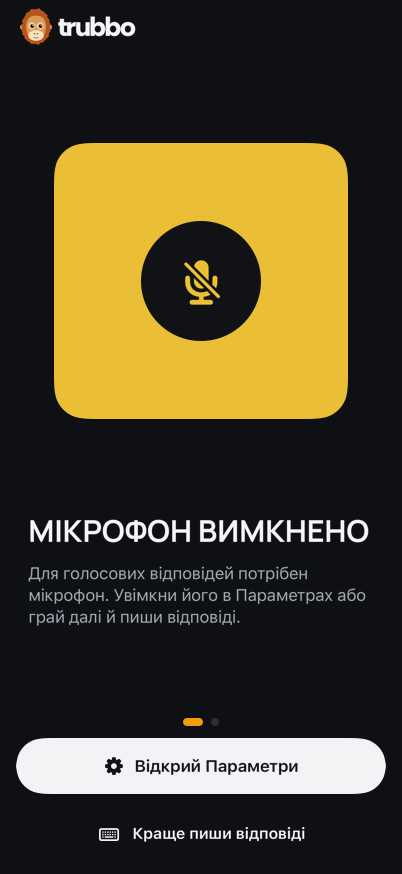 trubbo
МІКРОФОН ВИМКНЕНО
Для голосових відповідей потрібен
мікрофон. Увімкни його в Параметрах або
грай далі й пиши відповіді.
Відкрий Параметри
Краще пиши відповіді